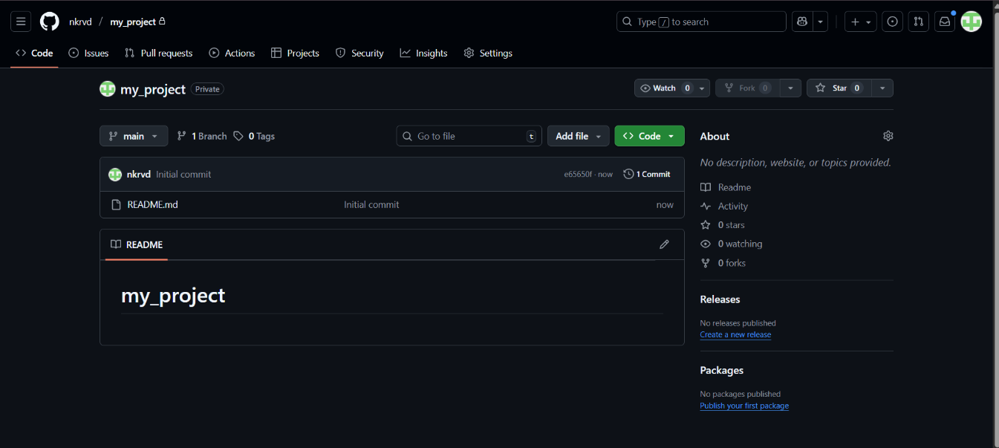 nkrvd / my_project Type / to search
Code Issues Pull requests Actions Projects Security Insights Settings
my_project Private Watch 0 Fork 0 Star 0
main 1 Branch 0 Tags Go to file t Add file Code
nkrvd Initial commit e65650f · now 1 Commit
README.md Initial commit now
README
my_project
About
No description, website, or topics provided.
Readme
Activity
0 stars
0 watching
0 forks
Releases
No releases published
Create a new release
Packages
No packages published
Publish your first package